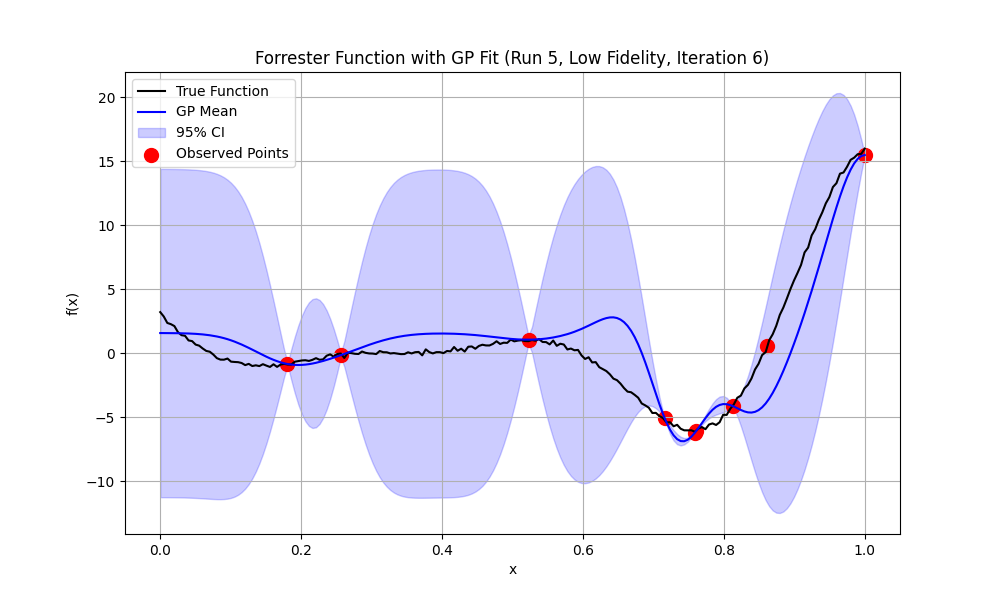 Forrester Function with GP Fit (Run 5, Low Fidelity, Iteration 6)
True Function
GP Mean
95% CI
Observed Points
20
15
10
5
0
−5
−10
f(x)
0.0 0.2 0.4 0.6 0.8 1.0
x